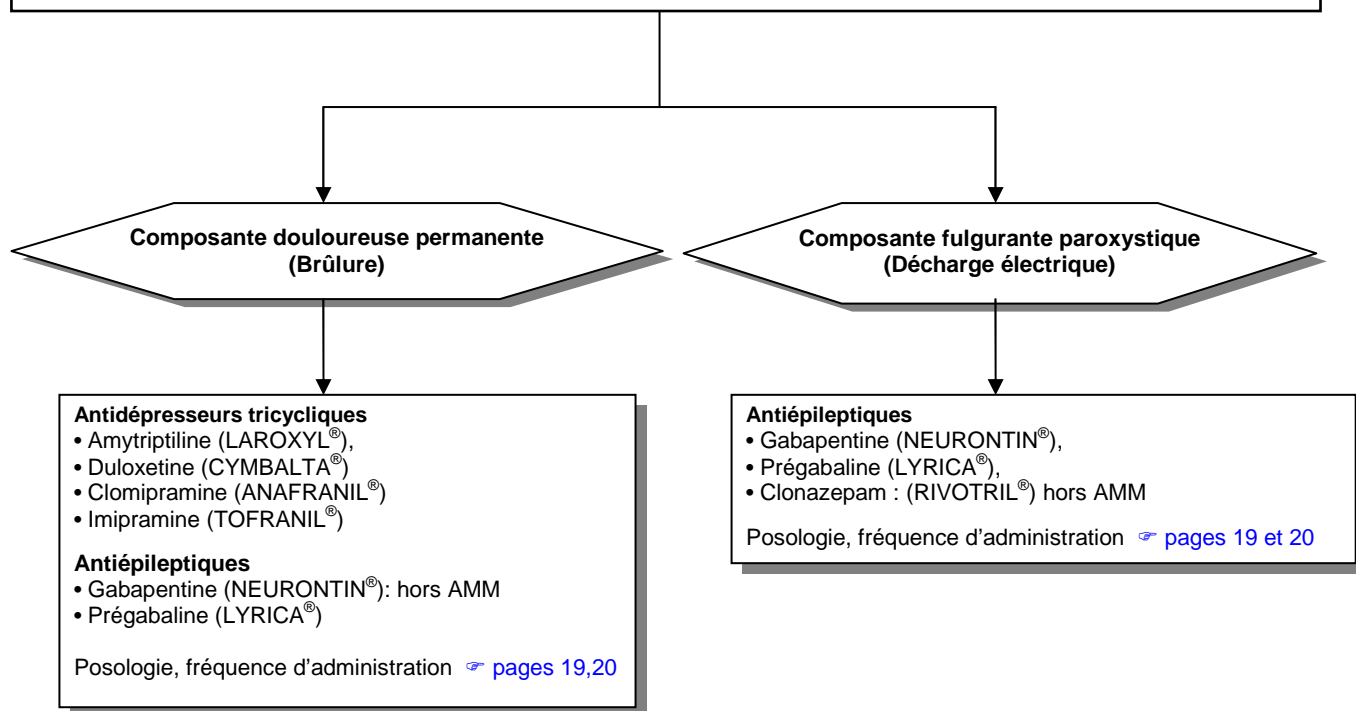 Composante douloureuse permanente
(Brûlure)
Composante fulgurante paroxystique
(Décharge électrique)
Antidépresseurs tricycliques
• Amytriptiline (LAROXYL®),
• Duloxetine (CYMBALTA®)
• Clomipramine (ANAFRANIL®)
• Imipramine (TOFRANIL®)
Antiépileptiques
• Gabapentine (NEURONTIN®): hors AMM
• Prégabaline (LYRICA®)
Posologie, fréquence d’administration ☞ pages 19,20
Antiépileptiques
• Gabapentine (NEURONTIN®),
• Prégabaline (LYRICA®),
• Clonazepam : (RIVOTRIL®) hors AMM
Posologie, fréquence d’administration ☞ pages 19 et 20